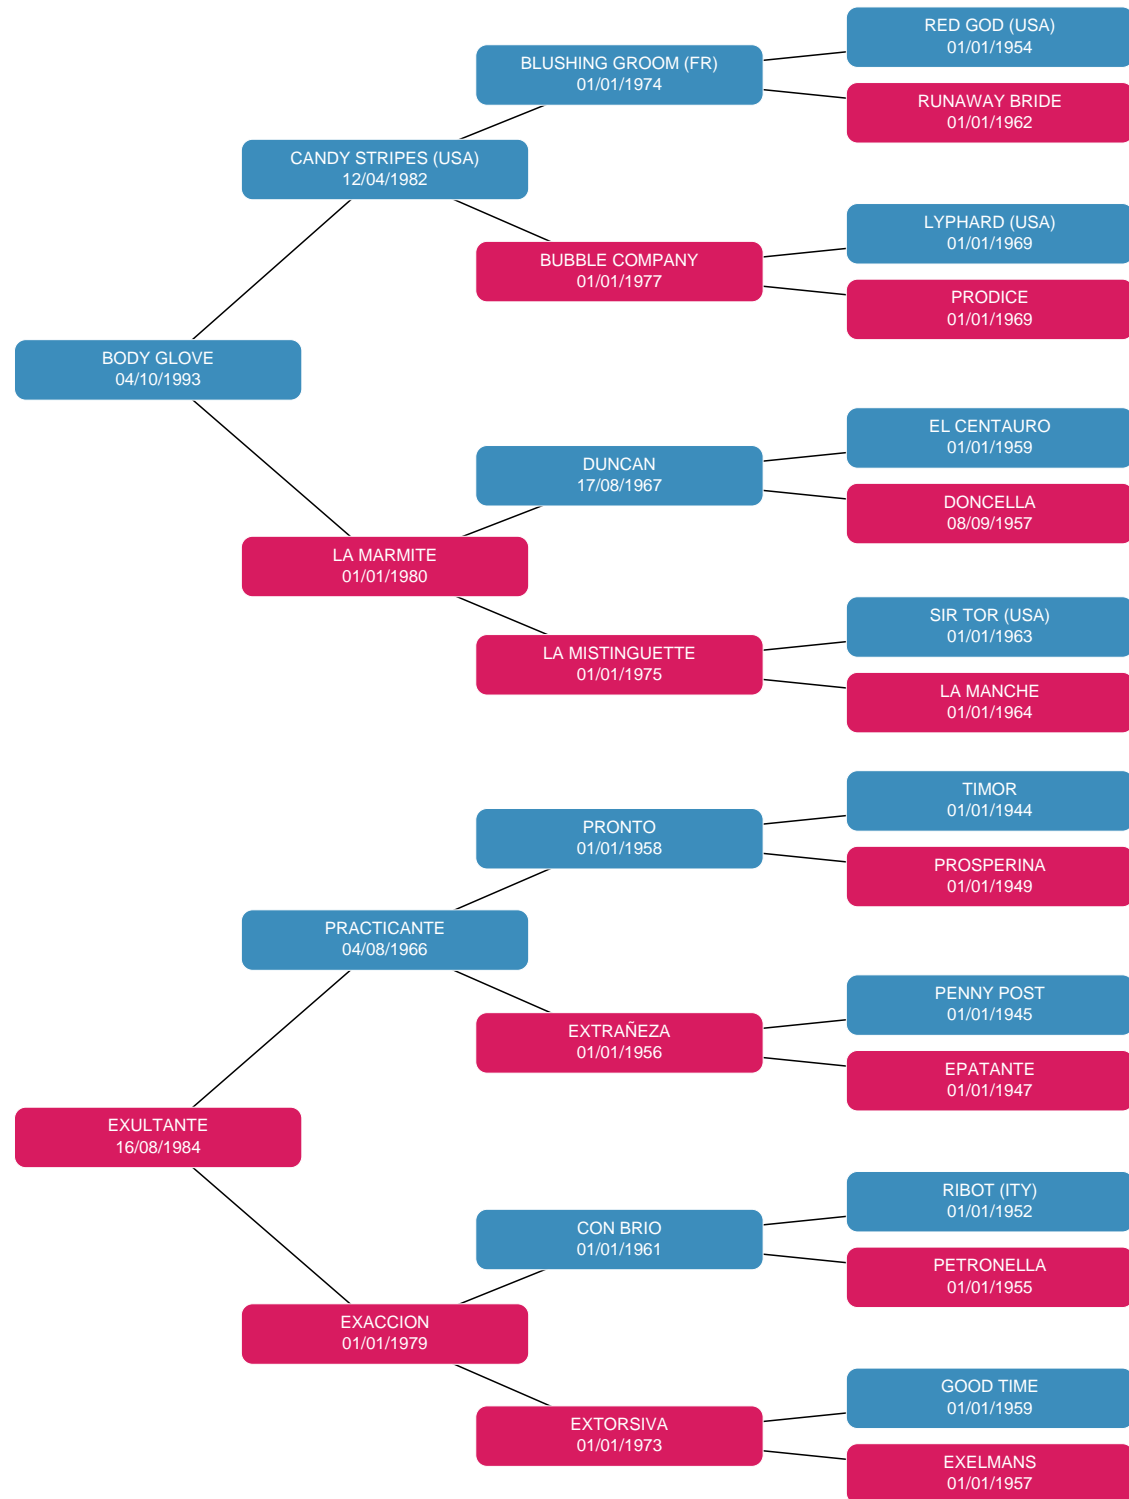 RED GOD (USA)
01/01/1954
BLUSHING GROOM (FR)
01/01/1974
RUNAWAY BRIDE
01/01/1962
CANDY STRIPES (USA)
12/04/1982
LYPHARD (USA)
01/01/1969
BUBBLE COMPANY
01/01/1977
PRODICE
01/01/1969
BODY GLOVE
04/10/1993
EL CENTAURO
01/01/1959
DUNCAN
17/08/1967
DONCELLA
08/09/1957
LA MARMITE
01/01/1980
SIR TOR (USA)
01/01/1963
LA MISTINGUETTE
01/01/1975
LA MANCHE
01/01/1964
TIMOR
01/01/1944
PRONTO
01/01/1958
PROSPERINA
01/01/1949
PRACTICANTE
04/08/1966
PENNY POST
01/01/1945
EXTRAÑEZA
01/01/1956
EPATANTE
01/01/1947
EXULTANTE
16/08/1984
RIBOT (ITY)
01/01/1952
CON BRIO
01/01/1961
PETRONELLA
01/01/1955
EXACCION
01/01/1979
GOOD TIME
01/01/1959
EXTORSIVA
01/01/1973
EXELMANS
01/01/1957